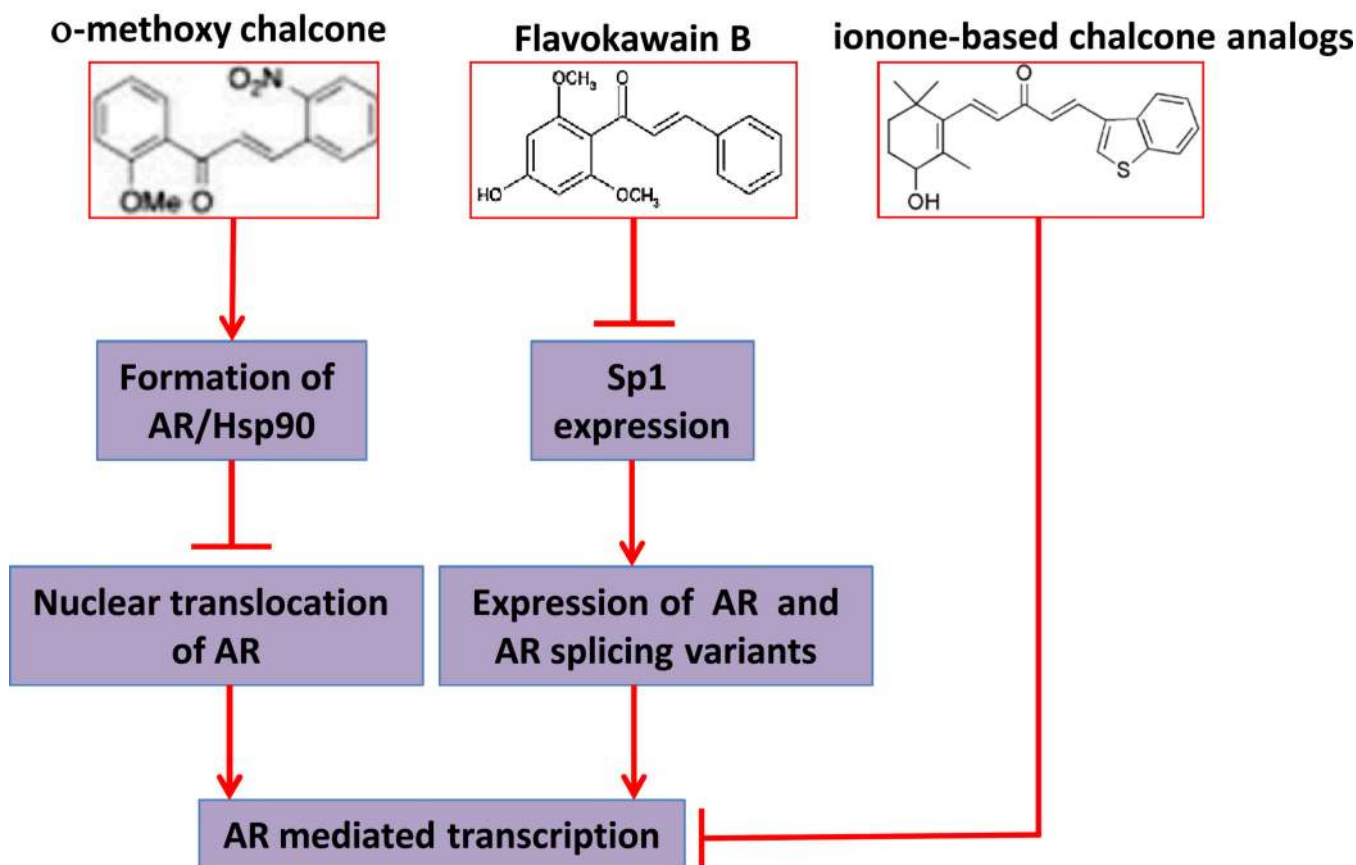 o-methoxy chalcone
Flavokawain B
ionone-based chalcone analogs
O₂N
OMe
O
OCH₃
O
HO
OCH₃
O
OH
S
Formation of
AR/Hsp90
Sp1
expression
Nuclear translocation
of AR
Expression of AR and
AR splicing variants
AR mediated transcription